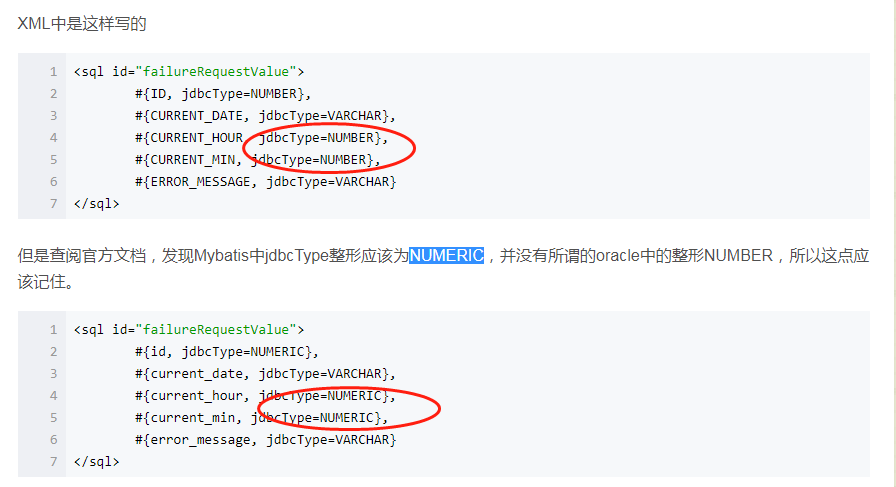 XML中是这样写的
1 <sql id="failureRequestValue">
2 #{ID, jdbcType=NUMBER},
3 #{CURRENT_DATE, jdbcType=VARCHAR},
4 #{CURRENT_HOUR, jdbcType=NUMBER},
5 #{CURRENT_MIN, jdbcType=NUMBER},
6 #{ERROR_MESSAGE, jdbcType=VARCHAR}
7 </sql>
但是查阅官方文档，发现Mybatis中jdbcType整形应该为NUMERIC，并没有所谓的oracle中的整形NUMBER，所以这点应
该记住。
1 <sql id="failureRequestValue">
2 #{id, jdbcType=NUMERIC},
3 #{current_date, jdbcType=VARCHAR},
4 #{current_hour, jdbcType=NUMERIC},
5 #{current_min, jdbcType=NUMERIC},
6 #{error_message, jdbcType=VARCHAR}
7 </sql>